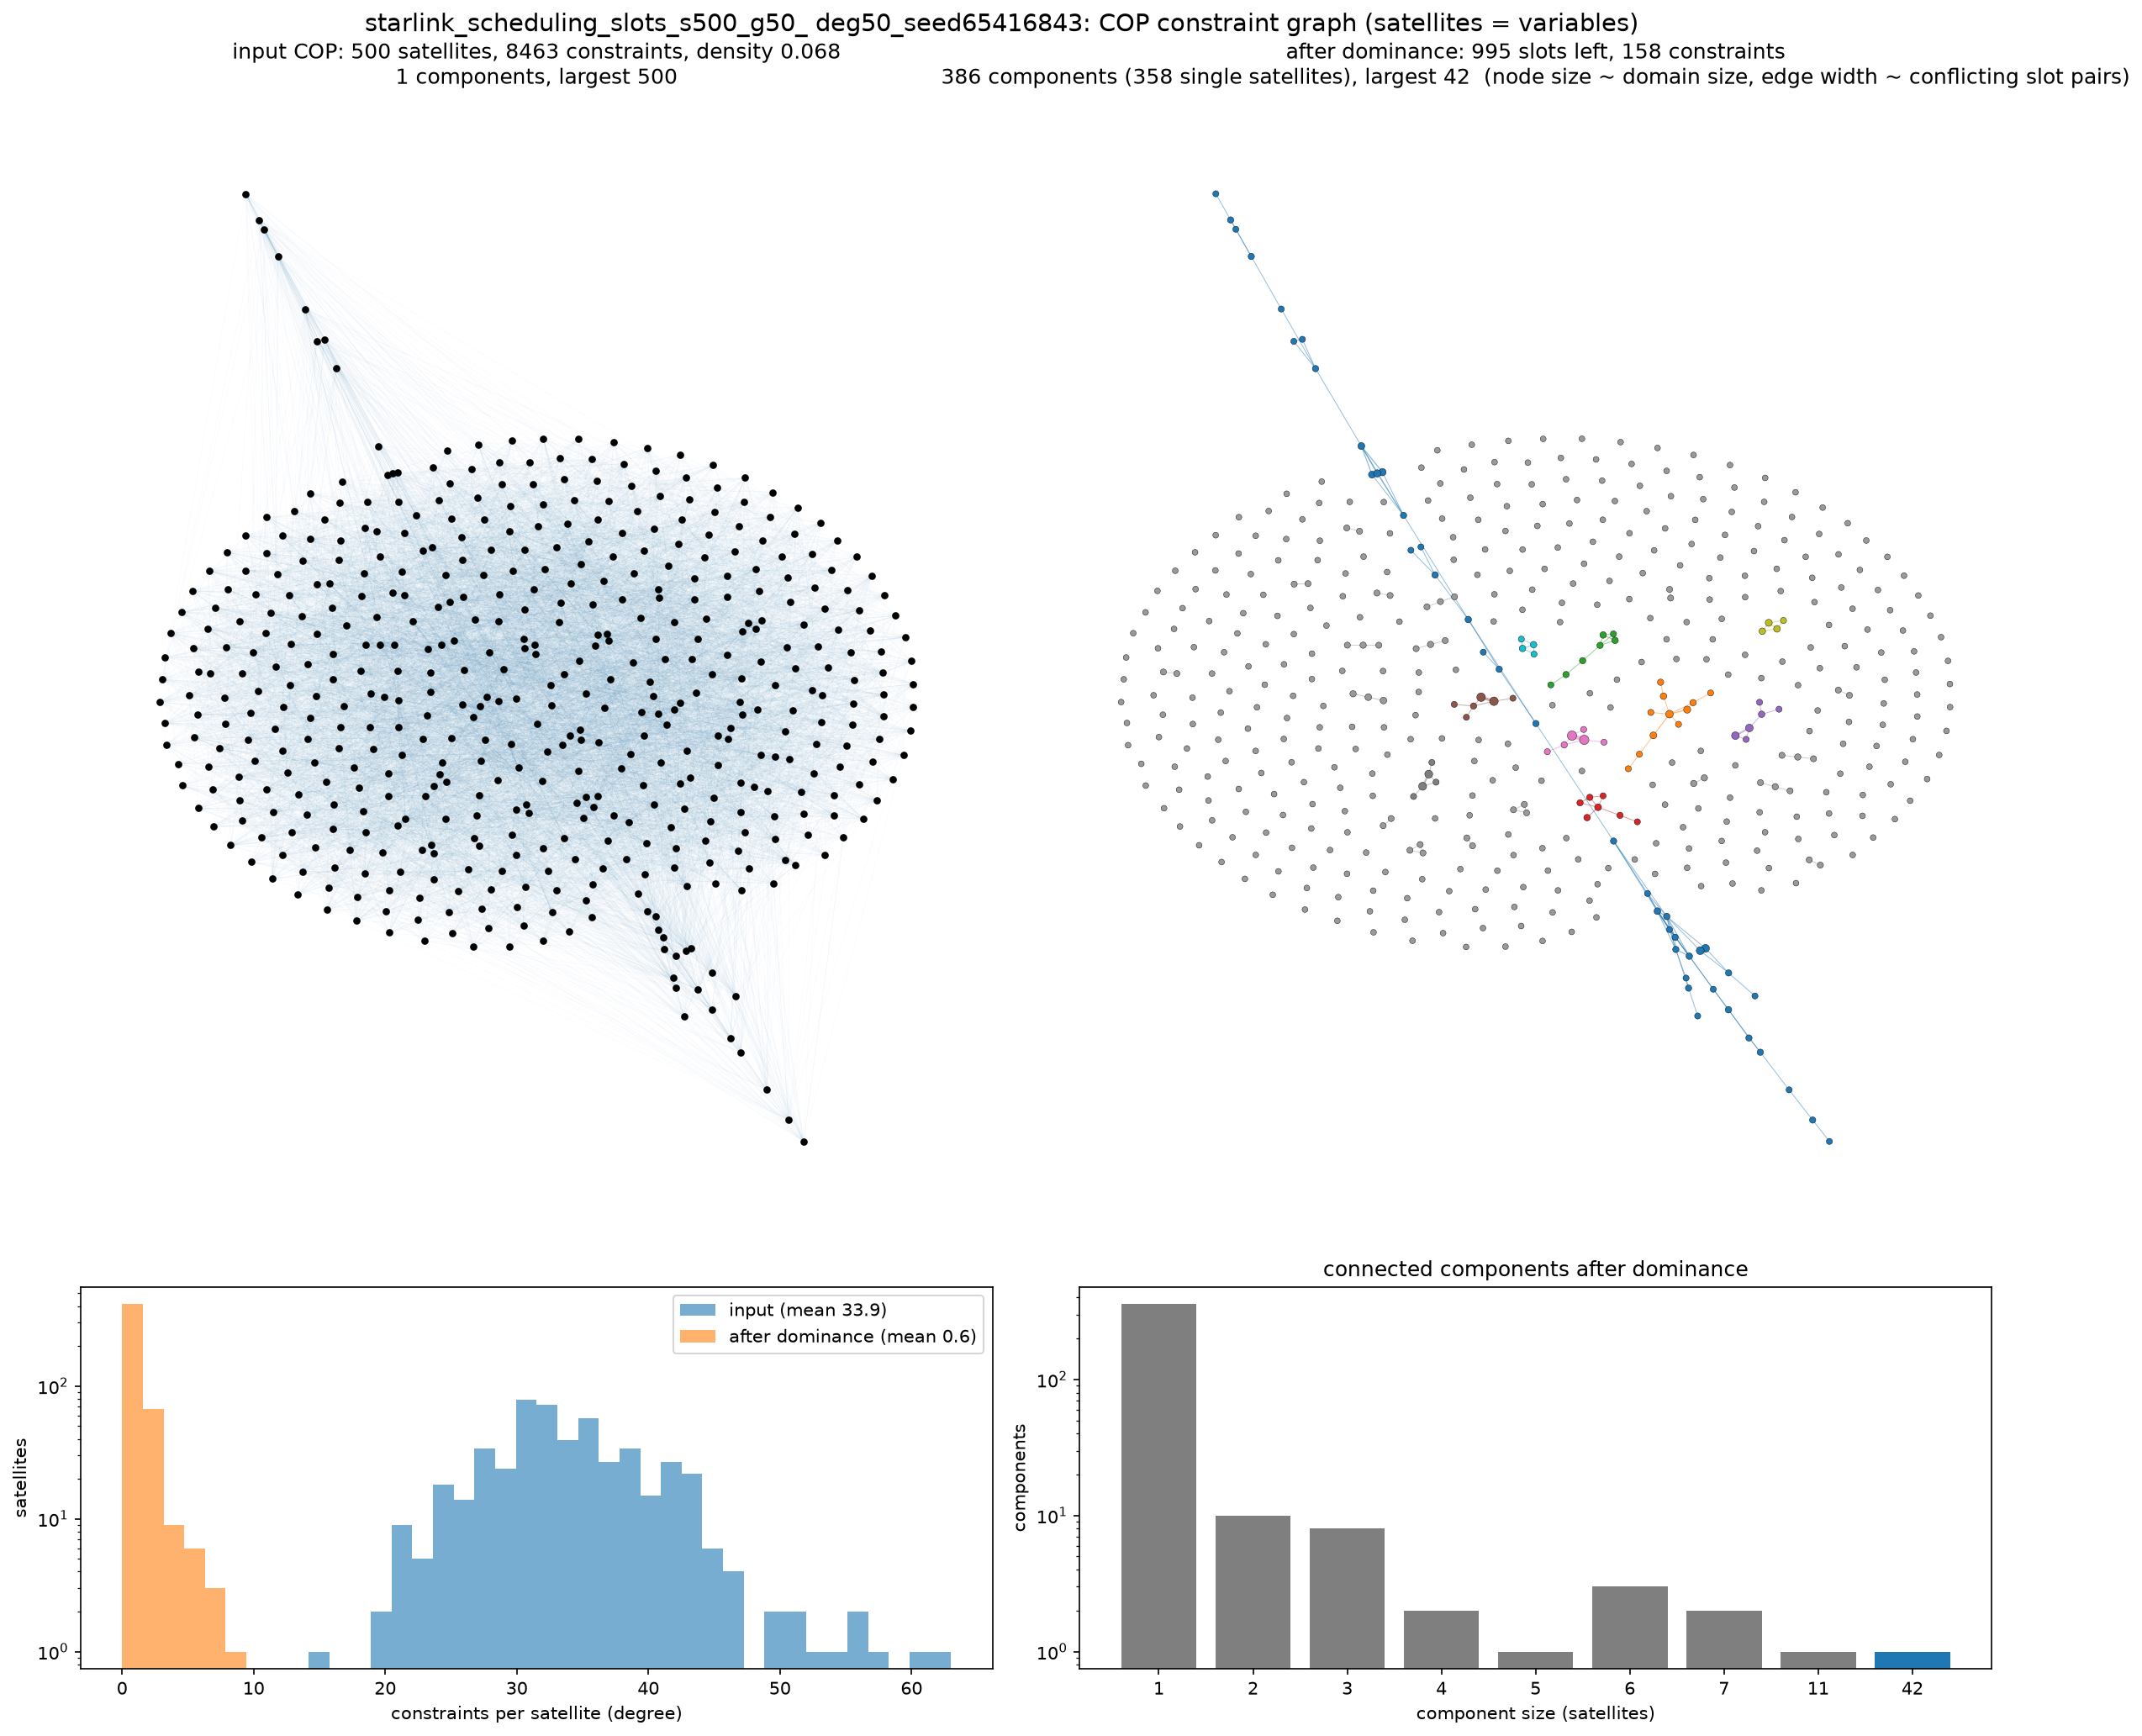 starlink_scheduling_slots_s500_g50_ deg50_seed65416843: COP constraint graph (satellites = variables)
input COP: 500 satellites, 8463 constraints, density 0.068
1 components, largest 500
after dominance: 995 slots left, 158 constraints
386 components (358 single satellites), largest 42  (node size ~ domain size, edge width ~ conflicting slot pairs)
input (mean 33.9)
after dominance (mean 0.6)
satellites
10²
10¹
10⁰
0 10 20 30 40 50 60
constraints per satellite (degree)
connected components after dominance
components
10²
10¹
10⁰
1 2 3 4 5 6 7 11 42
component size (satellites)